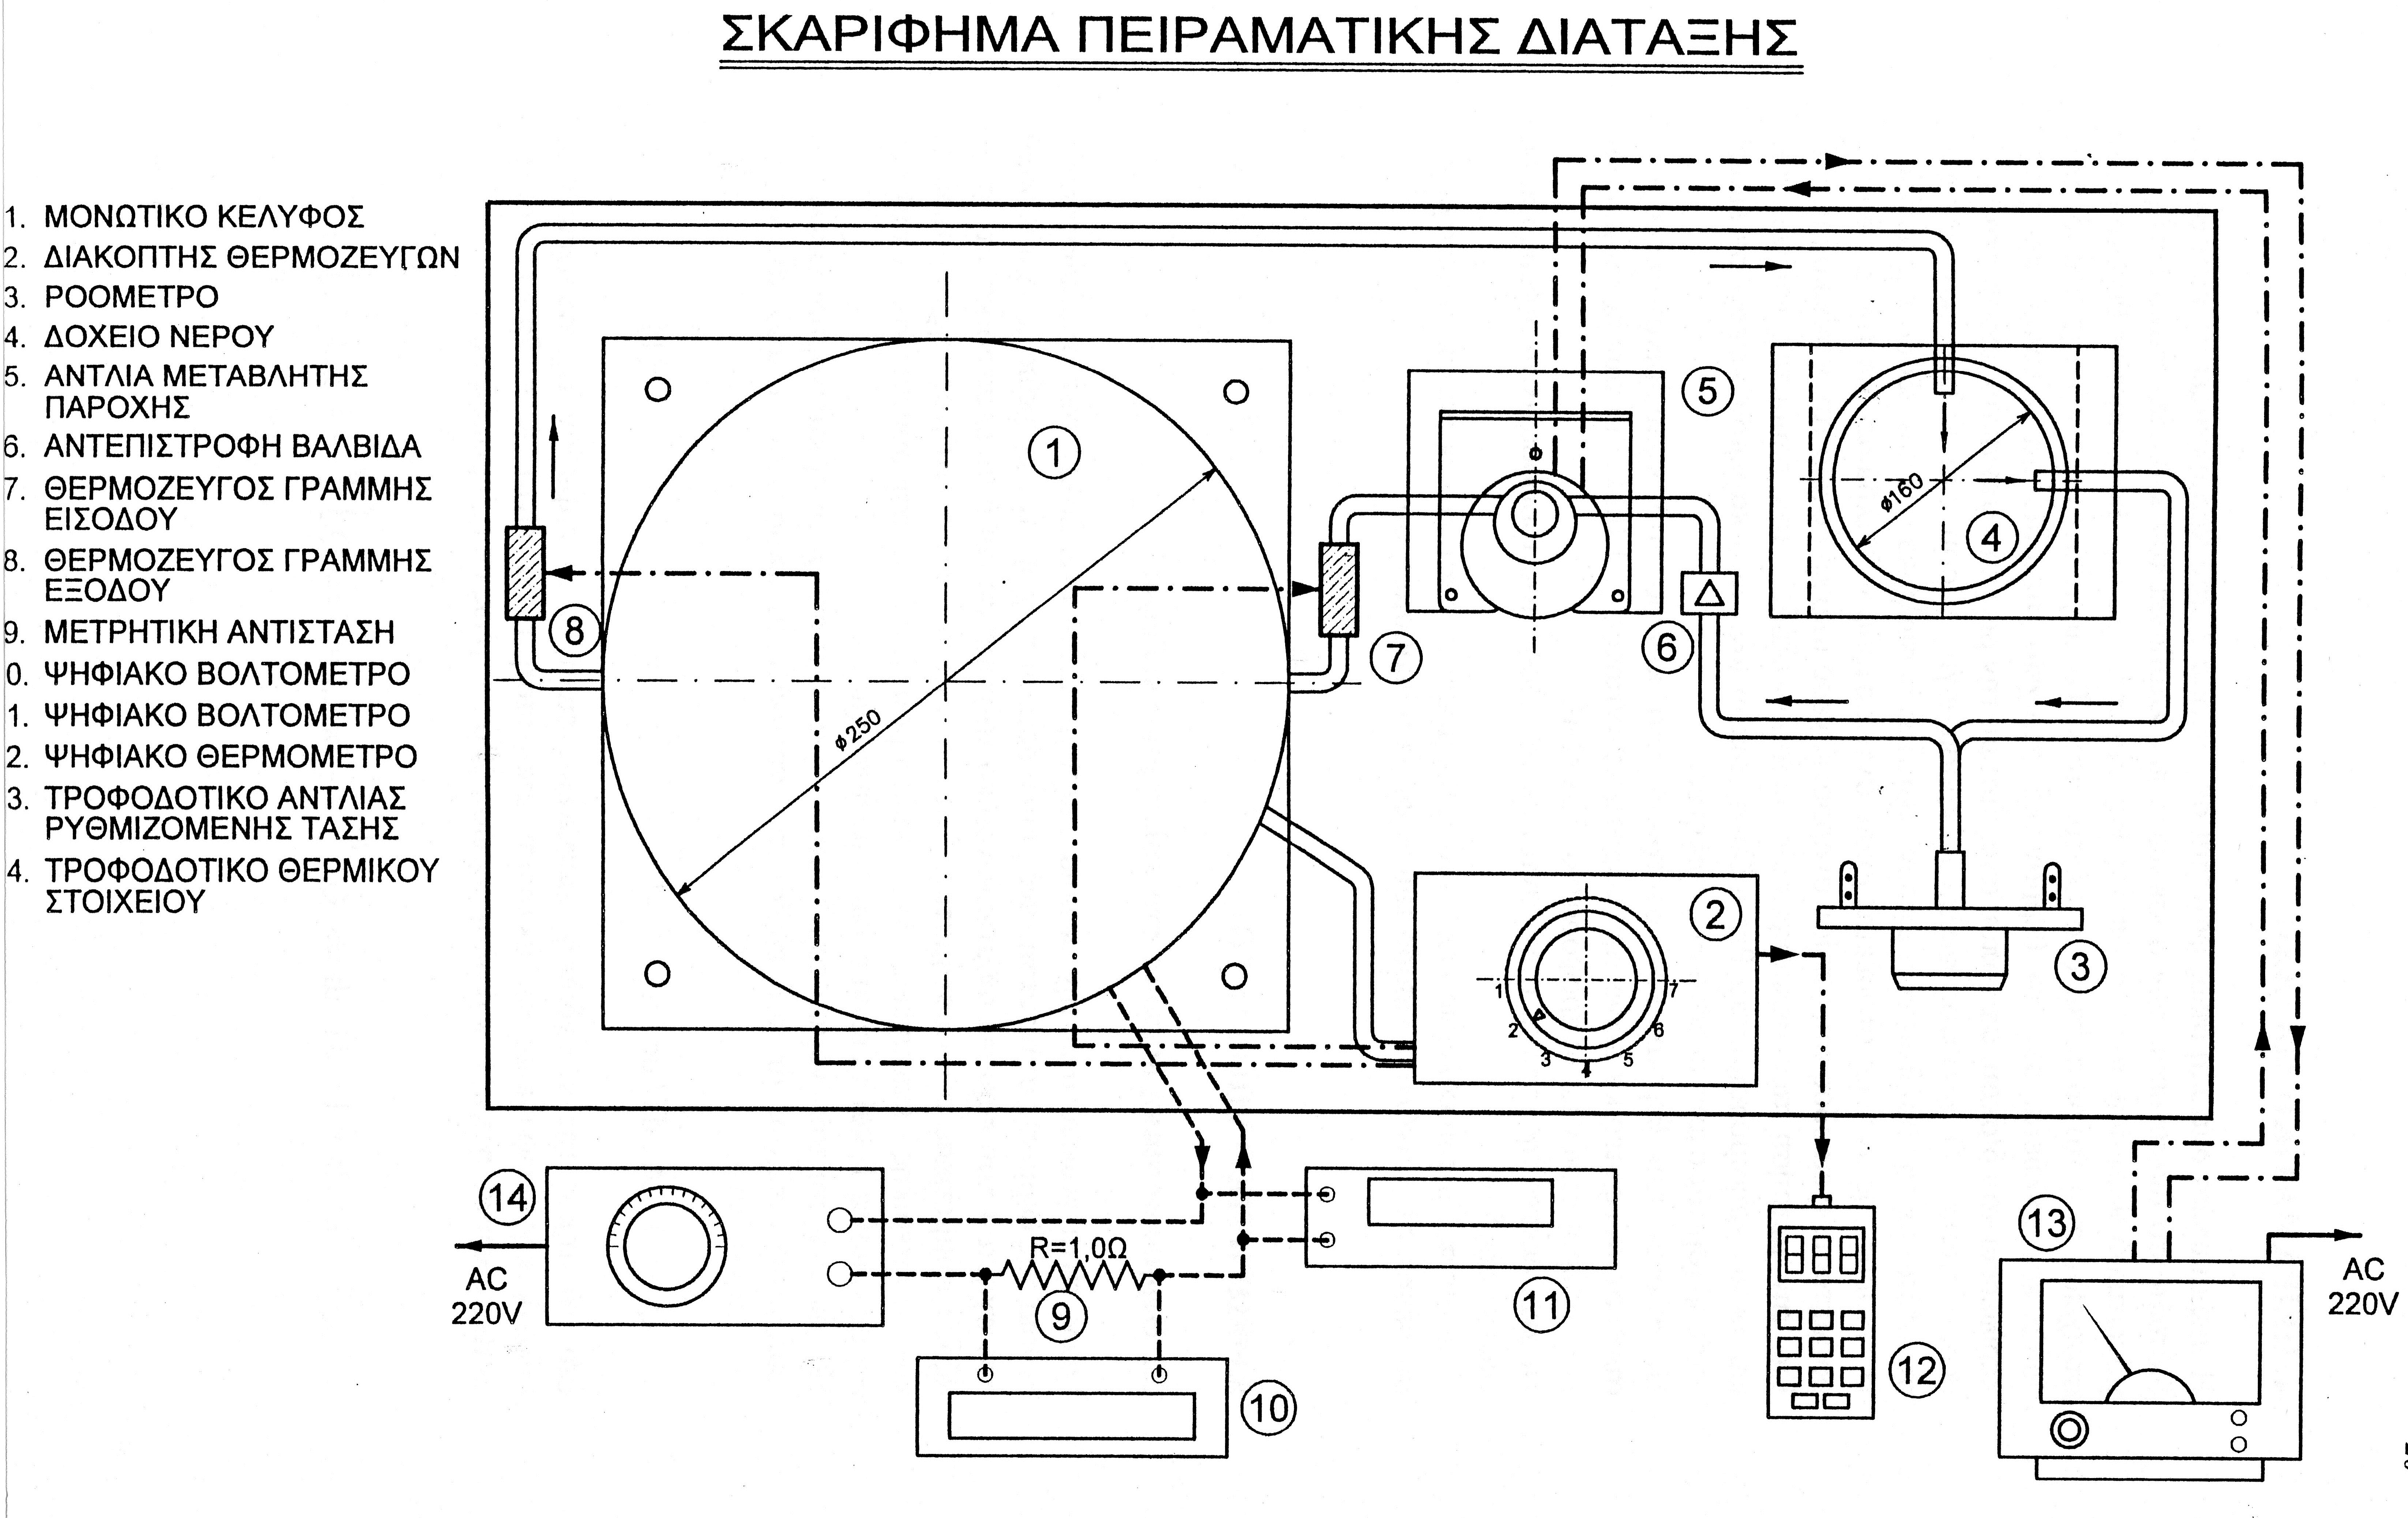 ΣΚΑΡΙΦΗΜΑ ΠΕΙΡΑΜΑΤΙΚΗΣ ΔΙΑΤΑΞΗΣ
1. ΜΟΝΩΤΙΚΟ ΚΕΛΥΦΟΣ
2. ΔΙΑΚΟΠΤΗΣ ΘΕΡΜΟΖΕΥΓΩΝ
3. ΡΟΟΜΕΤΡΟ
4. ΔΟΧΕΙΟ ΝΕΡΟΥ
5. ΑΝΤΛΙΑ ΜΕΤΑΒΛΗΤΗΣ
ΠΑΡΟΧΗΣ
6. ΑΝΤΕΠΙΣΤΡΟΦΗ ΒΑΛΒΙΔΑ
7. ΘΕΡΜΟΖΕΥΓΟΣ ΓΡΑΜΜΗΣ
ΕΙΣΟΔΟΥ
8. ΘΕΡΜΟΖΕΥΓΟΣ ΓΡΑΜΜΗΣ
ΕΞΟΔΟΥ
9. ΜΕΤΡΗΤΙΚΗ ΑΝΤΙΣΤΑΣΗ
0. ΨΗΦΙΑΚΟ ΒΟΛΤΟΜΕΤΡΟ
1. ΨΗΦΙΑΚΟ ΒΟΛΤΟΜΕΤΡΟ
2. ΨΗΦΙΑΚΟ ΘΕΡΜΟΜΕΤΡΟ
3. ΤΡΟΦΟΔΟΤΙΚΟ ΑΝΤΛΙΑΣ
ΡΥΘΜΙΖΟΜΕΝΗΣ ΤΑΣΗΣ
4. ΤΡΟΦΟΔΟΤΙΚΟ ΘΕΡΜΙΚΟΥ
ΣΤΟΙΧΕΙΟΥ
1
5
φ160
4
8
7
6
φ250
2
3
1 2 3 4 5 6 7
14
AC
220V
R=1,0Ω
9
10
11
888
12
13
AC
220V